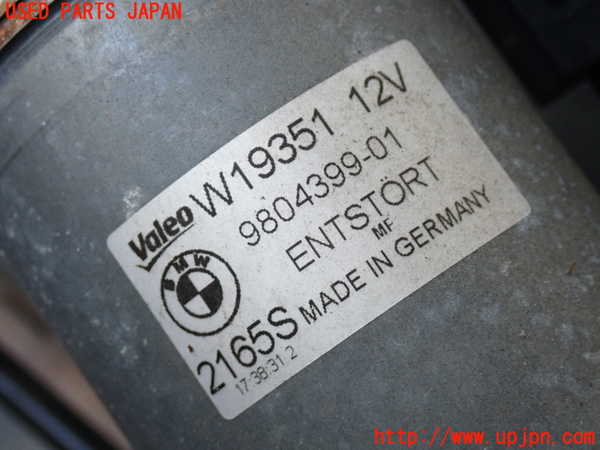 USED PARTS JAPAN
Valeo W19351 12V
9804399-01
ENTSTÖRT
MF
BMW
2165S MADE IN GERMANY
17:38:31.2
http://www.upjpn.com/